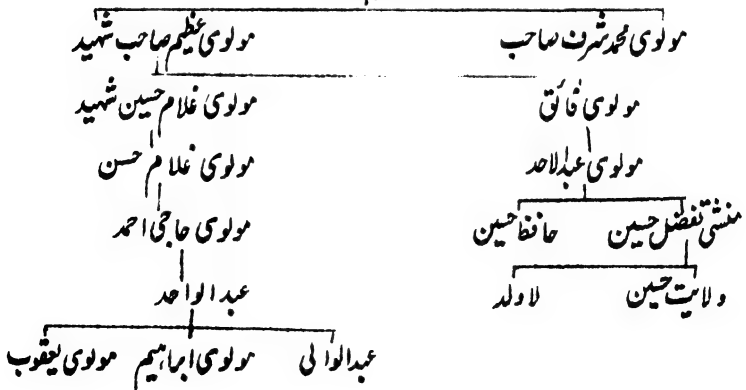 مولوی محمد شرف صاحب مولوی عظیم صاحب شہید
مولوی فائق مولوی غلام حسین شہید
مولوی عبدالاحد مولوی غلام حسن
منشی تفضل حسین حافظ حسین مولوی حاجی احمد
ولایت حسین لاولد عبدالواحد
عبدالوالی مولوی ابراہیم مولوی یعقوب